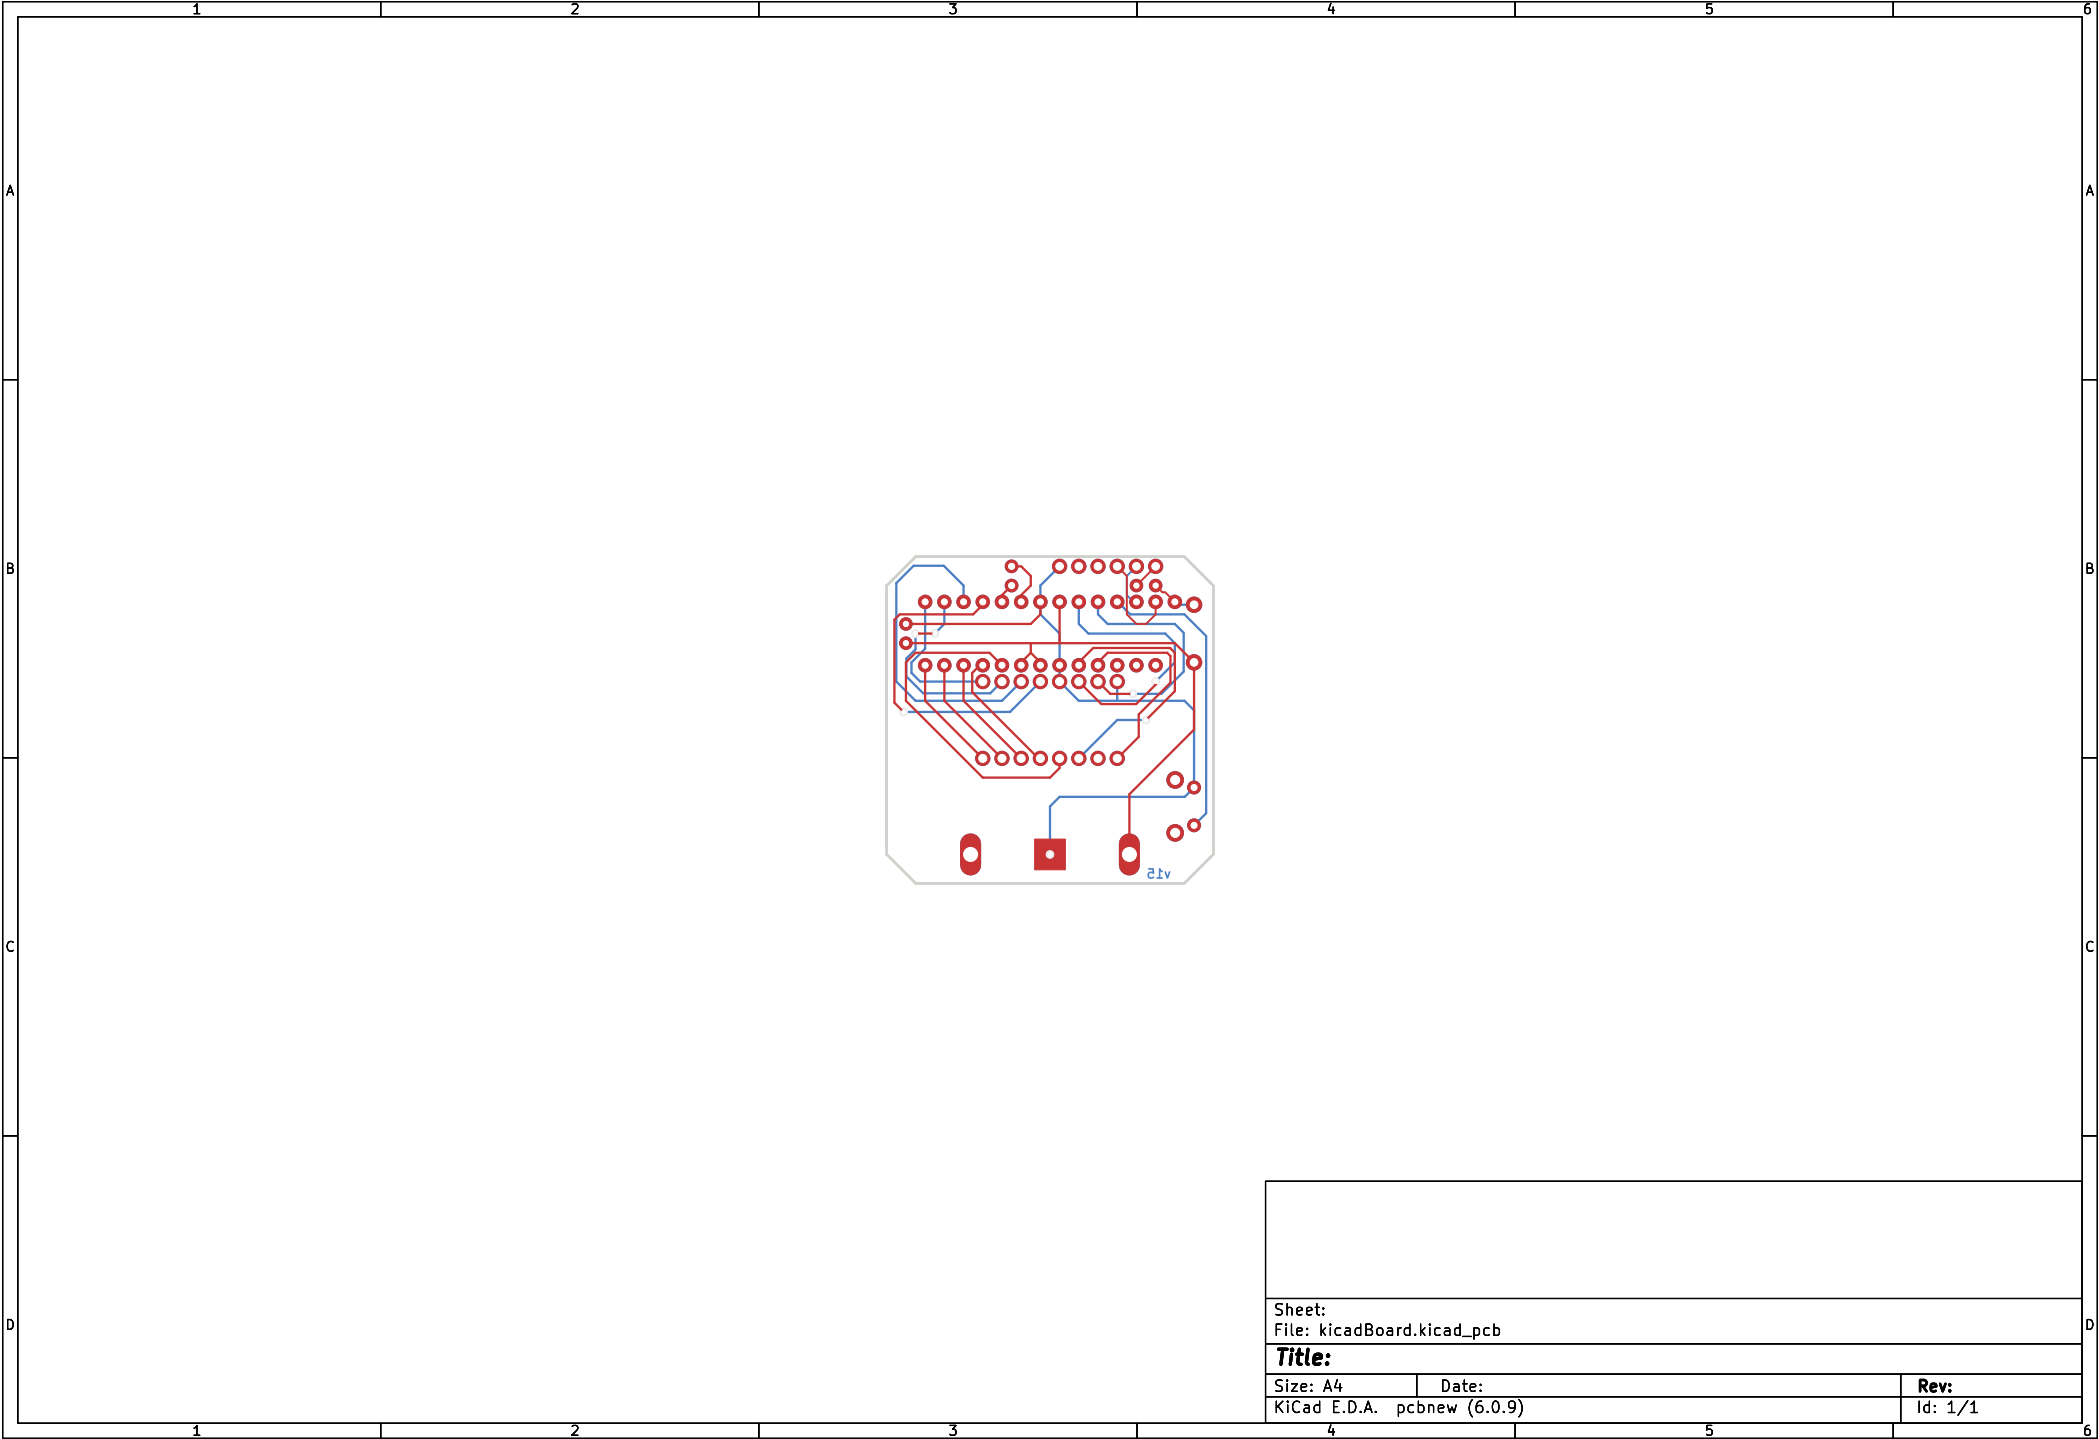 1 2 3 4 5 6
A A
B B
v15
C C
Sheet:
File: kicadBoard.kicad_pcb
D D
Title:
Size: A4 Date: Rev:
KiCad E.D.A. pcbnew (6.0.9) Id: 1/1
1 2 3 4 5 6